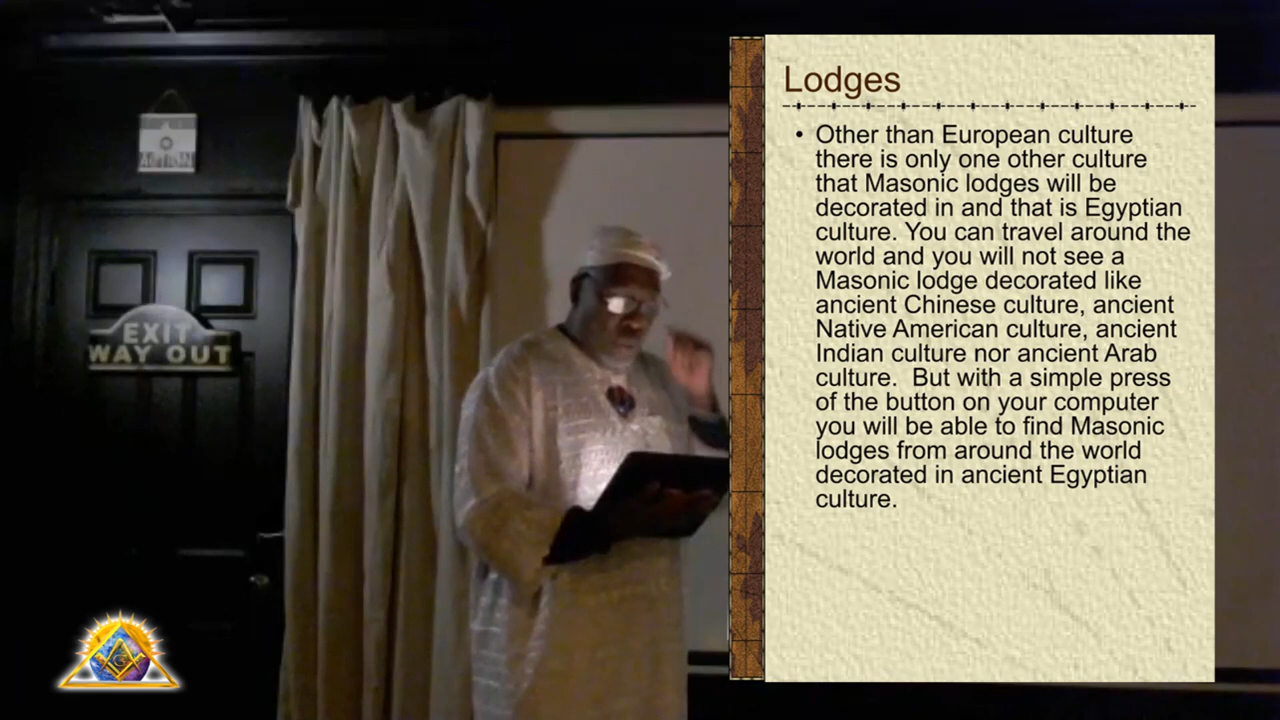 EXIT
WAY OUT
G
Lodges
• Other than European culture
there is only one other culture
that Masonic lodges will be
decorated in and that is Egyptian
culture. You can travel around the
world and you will not see a
Masonic lodge decorated like
ancient Chinese culture, ancient
Native American culture, ancient
Indian culture nor ancient Arab
culture.  But with a simple press
of the button on your computer
you will be able to find Masonic
lodges from around the world
decorated in ancient Egyptian
culture.